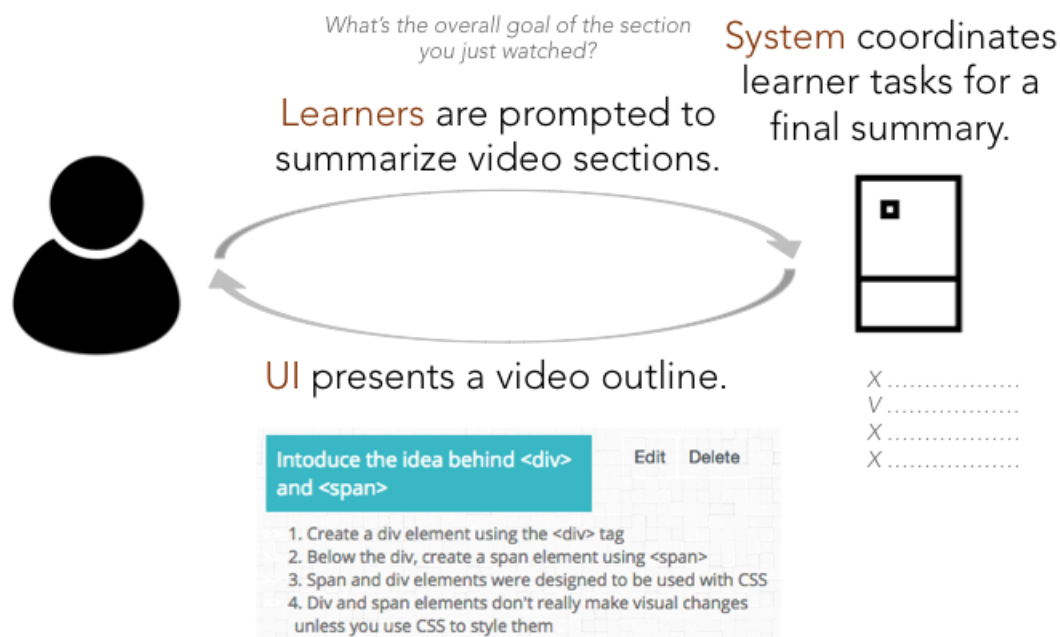 What's the overall goal of the section
you just watched?
System coordinates
learner tasks for a
final summary.
Learners are prompted to
summarize video sections.
UI presents a video outline.
X ..................
V ..................
X ..................
X ..................
Intoduce the idea behind <div>
and <span>
Edit Delete
1. Create a div element using the <div> tag
2. Below the div, create a span element using <span>
3. Span and div elements were designed to be used with CSS
4. Div and span elements don't really make visual changes
unless you use CSS to style them